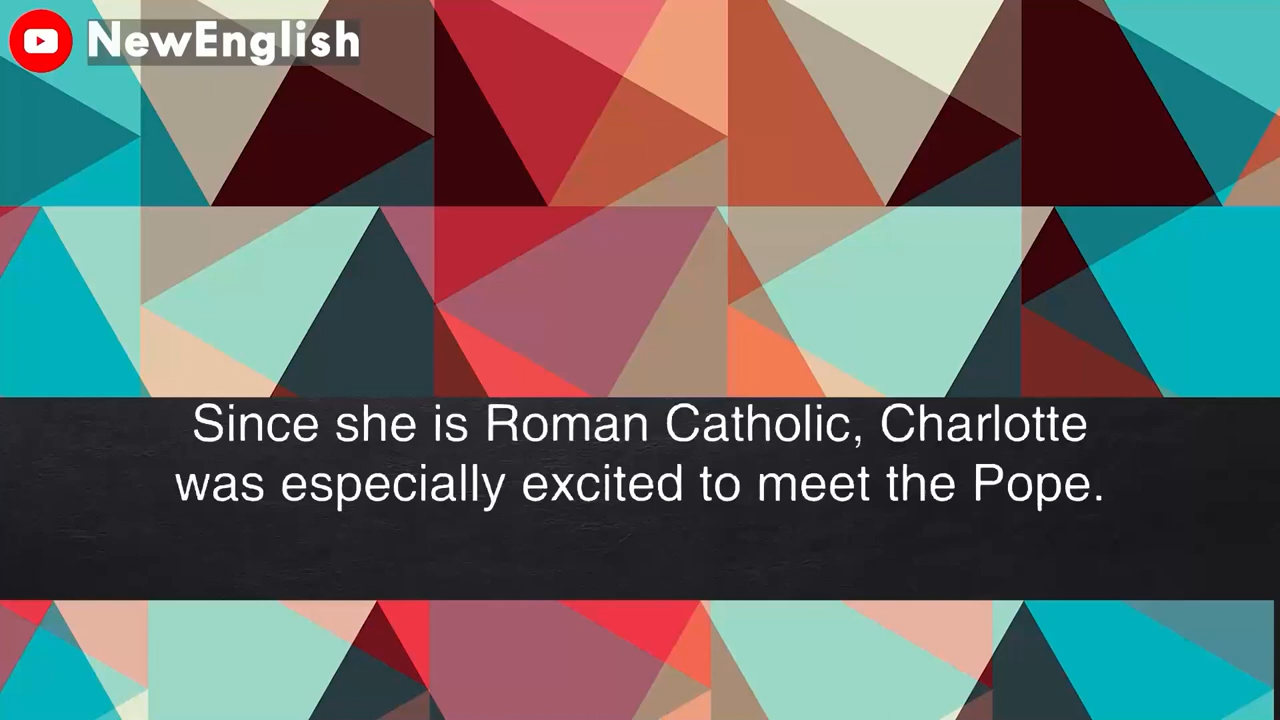 NewEnglish
Since she is Roman Catholic, Charlotte
was especially excited to meet the Pope.